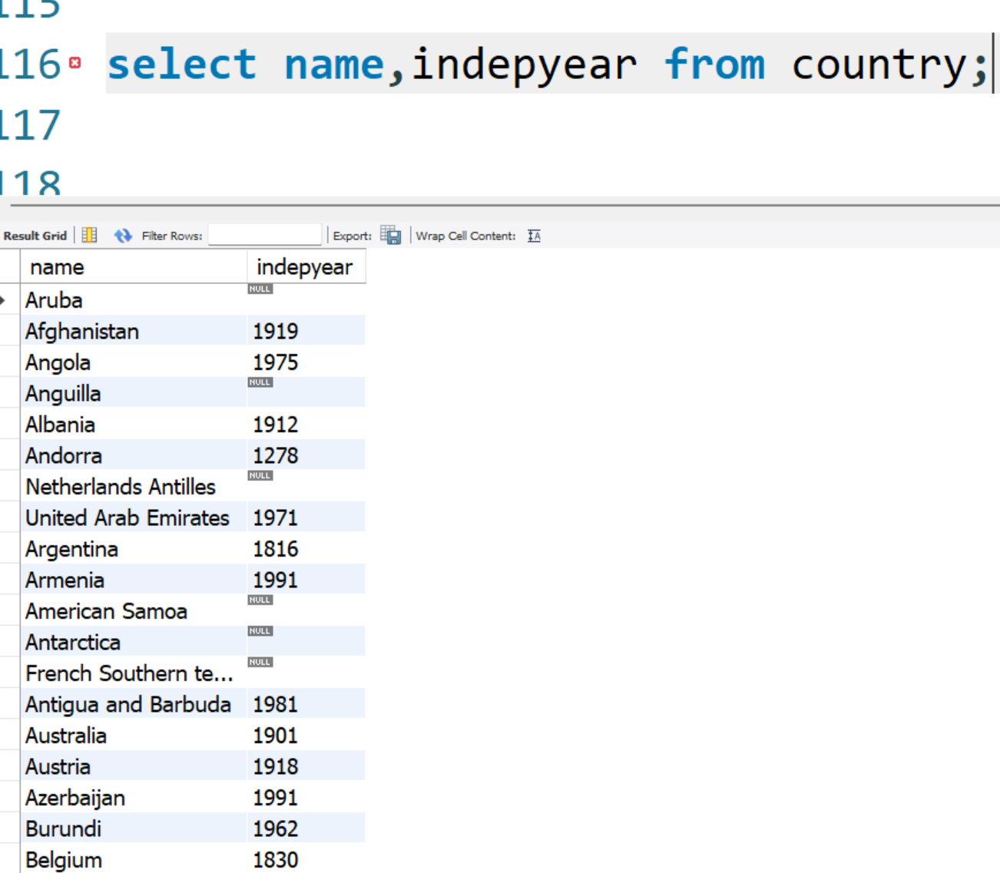 115
116 select name,indepyear from country;
117
118
Result Grid Filter Rows: Export: Wrap Cell Content: IA
name indepyear
Aruba NULL
Afghanistan 1919
Angola 1975
Anguilla NULL
Albania 1912
Andorra 1278
Netherlands Antilles NULL
United Arab Emirates 1971
Argentina 1816
Armenia 1991
American Samoa NULL
Antarctica NULL
French Southern te... NULL
Antigua and Barbuda 1981
Australia 1901
Austria 1918
Azerbaijan 1991
Burundi 1962
Belgium 1830